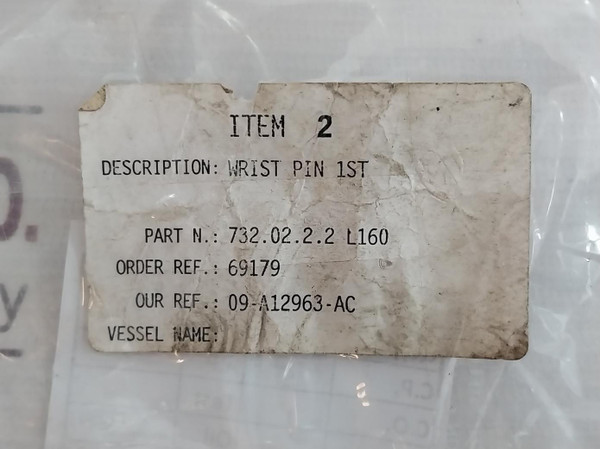 ITEM 2
DESCRIPTION: WRIST PIN 1ST
PART N.: 732.02.2.2 L160
ORDER REF.: 69179
OUR REF.: 09-A12963-AC
VESSEL NAME:
C.P.
C.O.